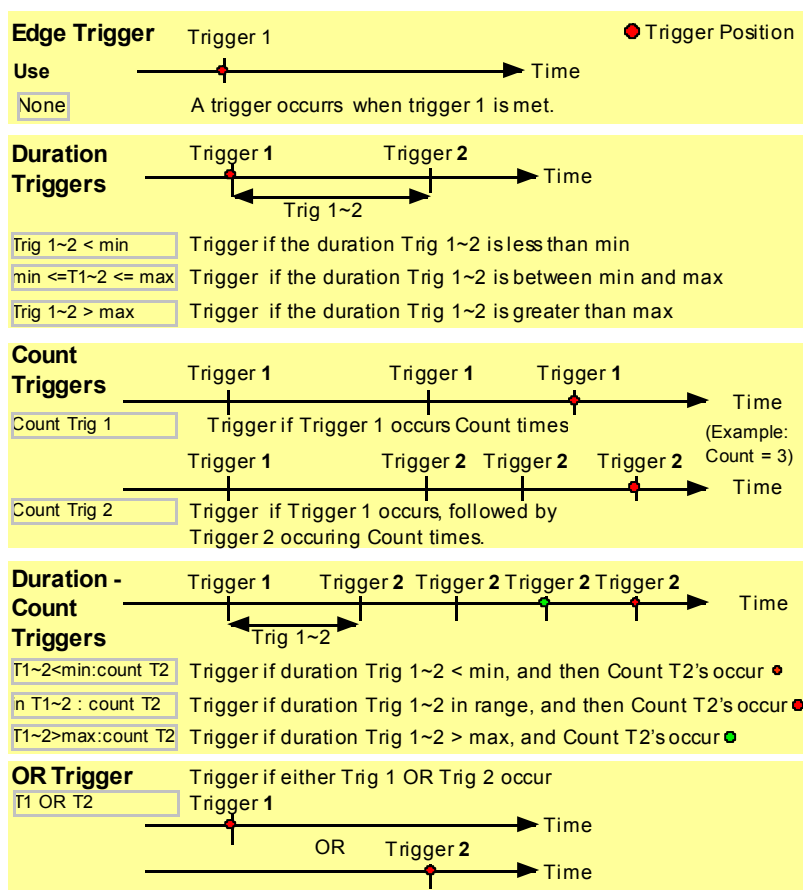 Edge Trigger Trigger 1 Trigger Position
Use Time
None A trigger occurrs when trigger 1 is met.
Duration Triggers Trigger 1 Trigger 2
Time
Trig 1~2
Trig 1~2 < min Trigger if the duration Trig 1~2 is less than min
min <=T1~2 <= max Trigger if the duration Trig 1~2 is between min and max
Trig 1~2 > max Trigger if the duration Trig 1~2 is greater than max
Count Triggers Trigger 1 Trigger 1 Trigger 1
Time
Count Trig 1 Trigger if Trigger 1 occurs Count times
(Example:
Count = 3)
Trigger 1 Trigger 2 Trigger 2 Trigger 2
Time
Count Trig 2 Trigger if Trigger 1 occurs, followed by
Trigger 2 occuring Count times.
Duration - Count Triggers Trigger 1 Trigger 2 Trigger 2 Trigger 2 Trigger 2
Time
Trig 1~2
T1~2<min:count T2 Trigger if duration Trig 1~2 < min, and then Count T2's occur
n T1~2 : count T2 Trigger if duration Trig 1~2 in range, and then Count T2's occur
T1~2>max:count T2 Trigger if duration Trig 1~2 > max, and Count T2's occur
OR Trigger Trigger if either Trig 1 OR Trig 2 occur
T1 OR T2 Trigger 1
Time
OR Trigger 2
Time